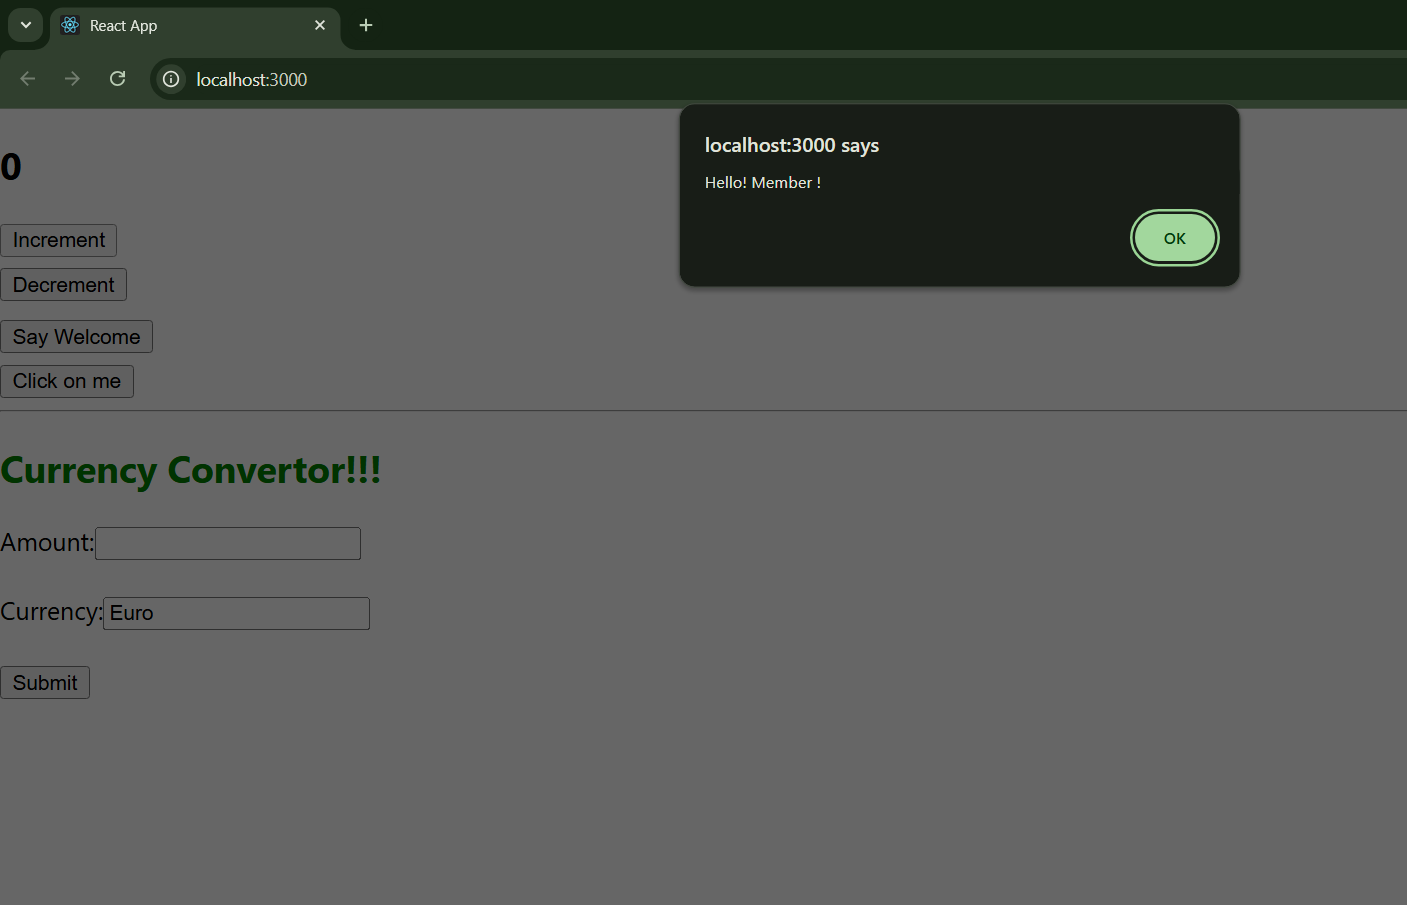 React App
localhost:3000
localhost:3000 says
Hello! Member !
OK
0
Increment
Decrement
Say Welcome
Click on me
Currency Convertor!!!
Amount:
Currency: Euro
Submit